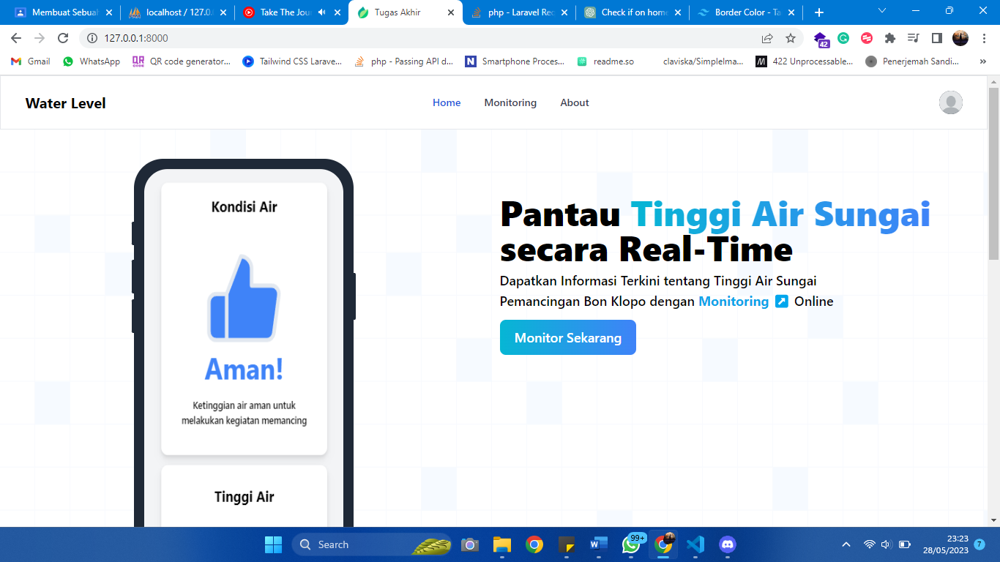 Membuat Sebual
localhost / 127.0.
Take The Jou
Tugas Akhir
php - Laravel Rec
Check if on home
Border Color - Ta
127.0.0.1:8000
42
Gmail
WhatsApp
QR code generator...
Tailwind CSS Larave...
php - Passing API d...
Smartphone Proces...
readme.so
claviska/SimpleIma...
422 Unprocessable...
Penerjemah Sandi...
Water Level
Home
Monitoring
About
Kondisi Air
Aman!
Ketinggian air aman untuk
melakukan kegiatan memancing
Tinggi Air
Pantau Tinggi Air Sungai
secara Real-Time
Dapatkan Informasi Terkini tentang Tinggi Air Sungai
Pemancingan Bon Klopo dengan Monitoring Online
Monitor Sekarang
Search
99+
23:23
28/05/2023
7